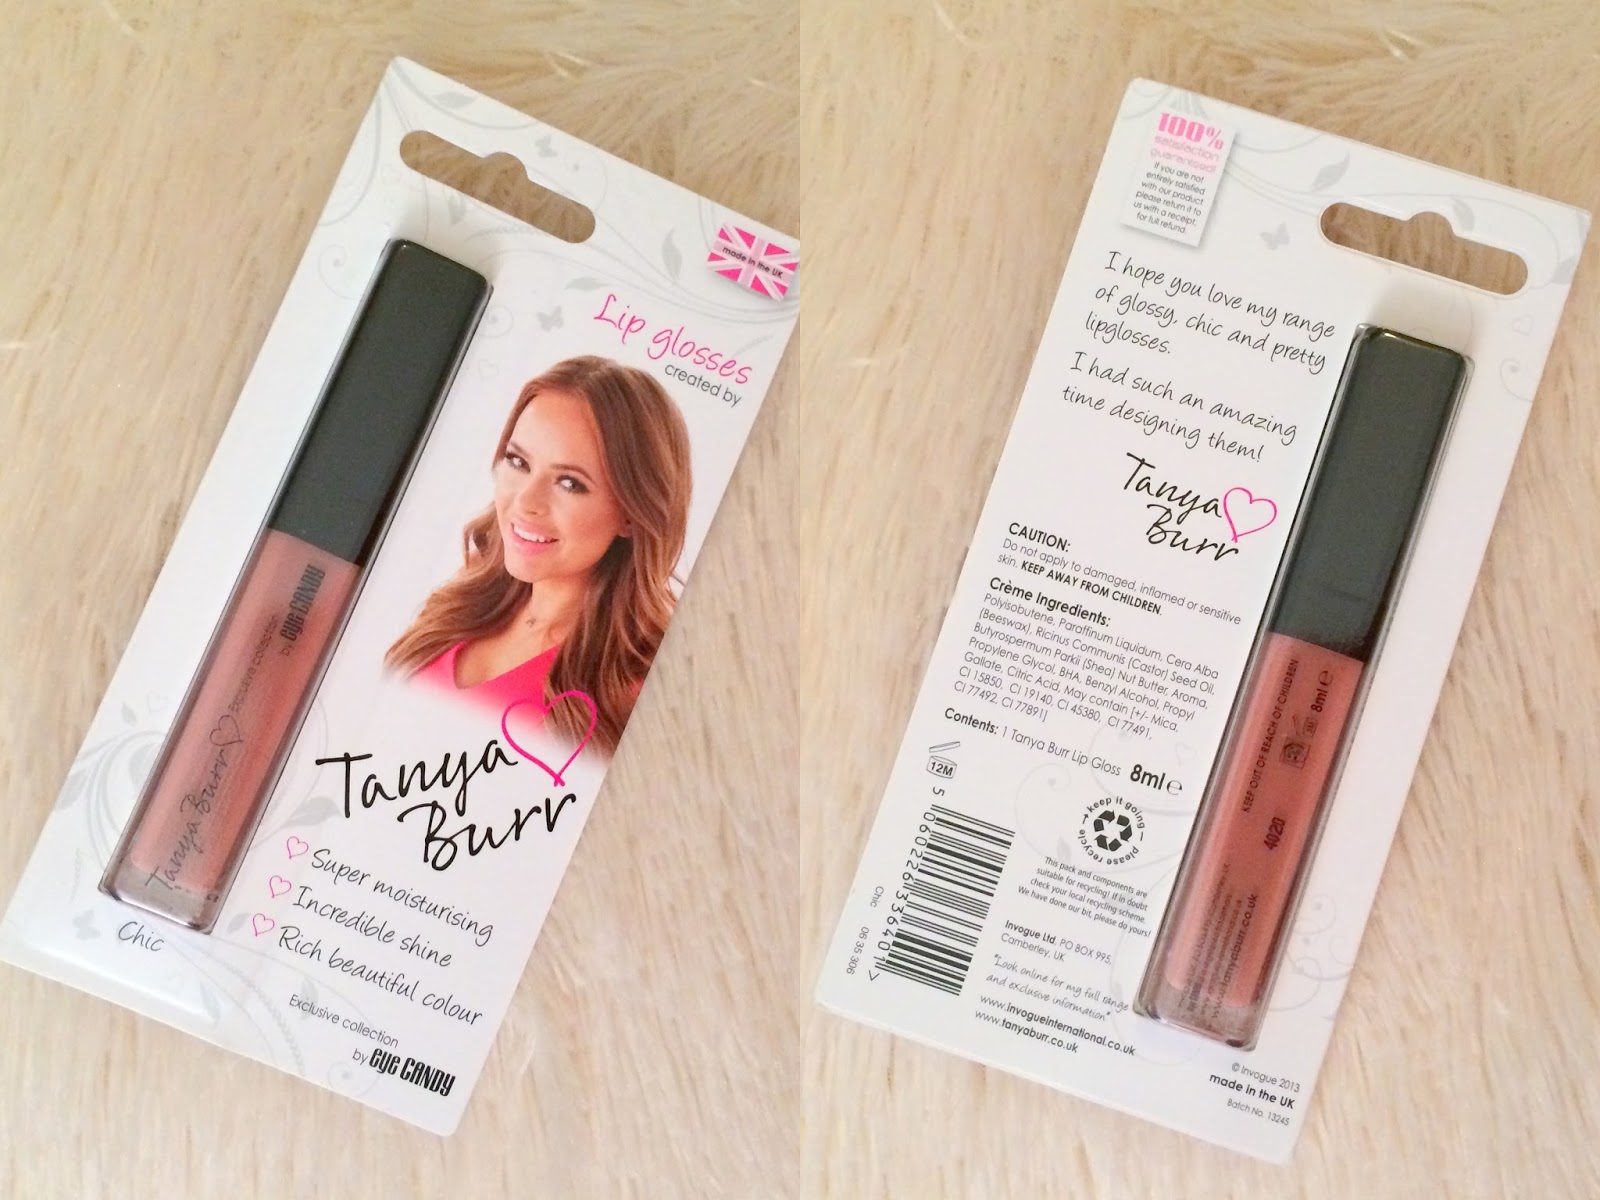 made in the UK
Lip glosses
created by
Tanya
Burr
Super moisturising
Incredible shine
Rich beautiful colour
Exclusive collection
by eye CANDY
Tanya Burr Exclusive collection
by eye CANDY
Chic
100%
satisfaction
guaranteed!
If you are not
entirely satisfied
with our product
please return it to
us with a receipt,
for full refund.
I hope you love my range
of glossy, chic and pretty
lipglosses.
I had such an amazing
time designing them!
Tanya
Burr
CAUTION:
Do not apply to damaged, inflamed or sensitive
skin. KEEP AWAY FROM CHILDREN
Crème Ingredients:
Polyisobutene, Paraffinum Liquidum, Cera Alba
(Beeswax), Ricinus Communis (Castor) Seed Oil,
Butyrospermum Parkii (Shea) Nut Butter, Aroma,
Propylene Glycol, BHA, Benzyl Alcohol, Propyl
Gallate, Citric Acid, May contain [+/- Mica,
CI 15850, CI 19140, CI 45380, CI 77491,
CI 77492, CI 77891]
Contents: 1 Tanya Burr Lip Gloss 8ml e
12M
keep it going
please recycle
This pack and components are
suitable for recycling! If in doubt
check your local recycling scheme.
We have done our bit, please do yours!
5 060226 336401 >
Chic 06 35 306
Invogue Ltd, PO BOX 995,
Camberley, UK
"Look online for my full range
and exclusive information"
www.invogueinternational.co.uk
www.tanyaburr.co.uk
© Invogue 2013
made in the UK
Batch No. 13245
KEEP OUT OF REACH OF CHILDREN
8ml e
4020
www.tanyaburr.co.uk